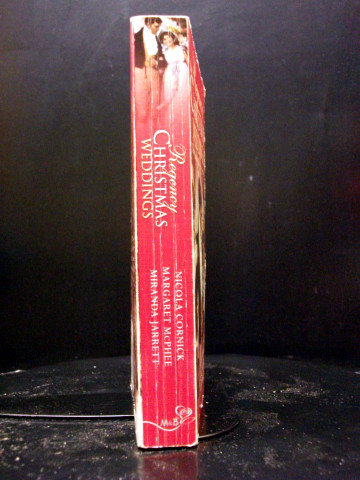 Regency
CHRISTMAS
WEDDINGS
NICOLA CORNICK
MARGARET MCPHEE
MIRANDA JARRETT
M&B